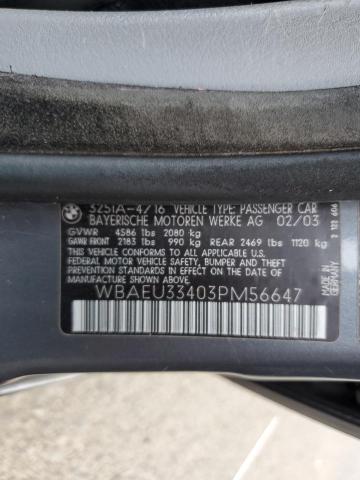 BMW
325IA-4/16 VEHICLE TYPE: PASSENGER CAR
BAYERISCHE MOTOREN WERKE AG 02/03
GVWR 4586 lbs 2080 kg
GAWR FRONT 2183 lbs 990 kg REAR 2469 lbs 1120 kg
THIS VEHICLE CONFORMS TO ALL APPLICABLE U.S.
FEDERAL MOTOR VEHICLE SAFETY, BUMPER, AND
THEFT PREVENTION STANDARDS IN EFFECT ON THE
DATE OF MANUFACTURE SHOWN ABOVE.
WBAEU33403PM56647
MADE IN
GERMANY